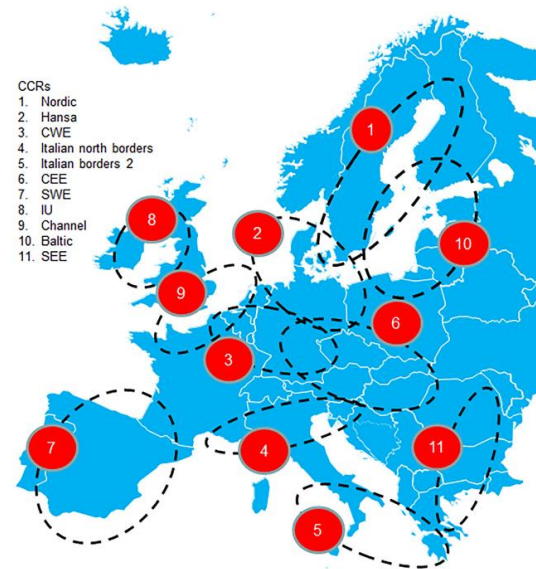 CCRs
1. Nordic
2. Hansa
3. CWE
4. Italian north borders
5. Italian borders 2
6. CEE
7. SWE
8. IU
9. Channel
10. Baltic
11. SEE
1
8
2
10
9
6
3
7
4
11
5